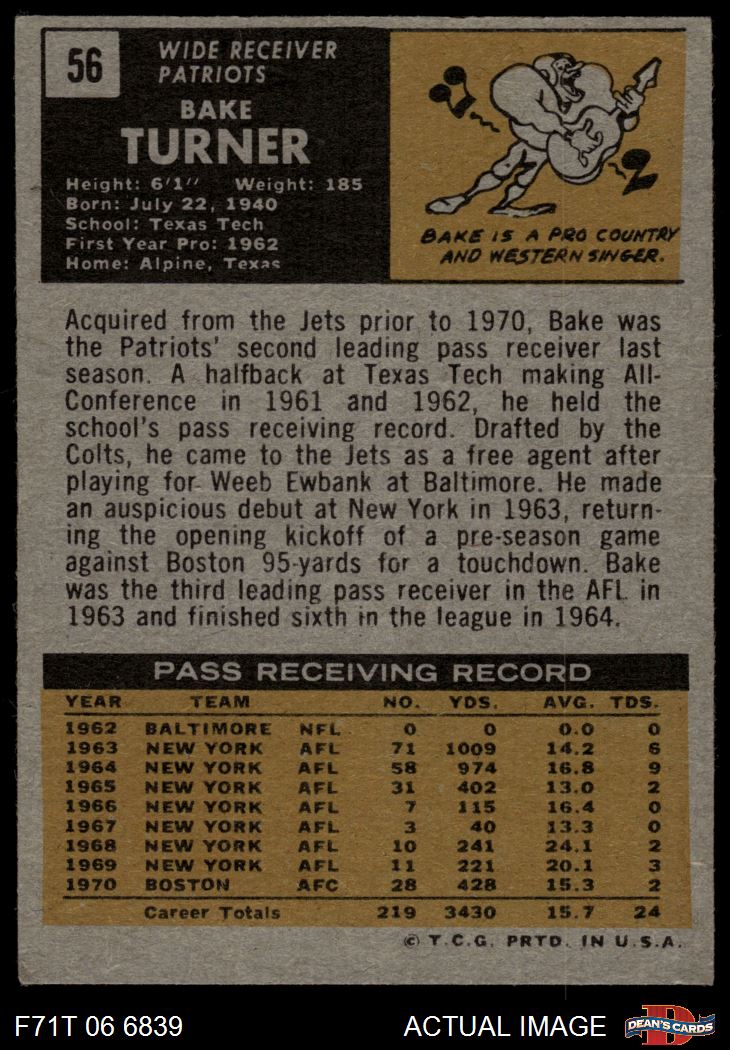 56
WIDE RECEIVER
PATRIOTS
BAKE
TURNER
Height: 6'1" Weight: 185
Born: July 22, 1940
School: Texas Tech
First Year Pro: 1962
Home: Alpine, Texas
BAKE IS A PRO COUNTRY
AND WESTERN SINGER.
Acquired from the Jets prior to 1970, Bake was
the Patriots' second leading pass receiver last
season. A halfback at Texas Tech making All-
Conference in 1961 and 1962, he held the
school's pass receiving record. Drafted by the
Colts, he came to the Jets as a free agent after
playing for Weeb Ewbank at Baltimore. He made
an auspicious debut at New York in 1963, return-
ing the opening kickoff of a pre-season game
against Boston 95-yards for a touchdown. Bake
was the third leading pass receiver in the AFL in
1963 and finished sixth in the league in 1964.
PASS RECEIVING RECORD
YEAR TEAM NO. YDS. AVG. TDS.
1962 BALTIMORE NFL 0 0 0.0 0
1963 NEW YORK AFL 71 1009 14.2 6
1964 NEW YORK AFL 58 974 16.8 9
1965 NEW YORK AFL 31 402 13.0 2
1966 NEW YORK AFL 7 115 16.4 0
1967 NEW YORK AFL 3 40 13.3 0
1968 NEW YORK AFL 10 241 24.1 2
1969 NEW YORK AFL 11 221 20.1 3
1970 BOSTON AFC 28 428 15.3 2
Career Totals 219 3430 15.7 24
© T.C.G. PRTD. IN U.S.A.
F71T 06 6839 ACTUAL IMAGE D DEAN'S CARDS